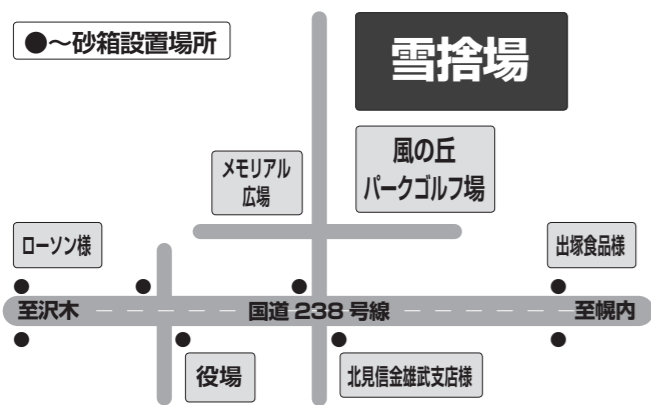 ●～砂箱設置場所
雪捨場
メモリアル
広場
風の丘
パークゴルフ場
ローソン様
出塚食品様
至沢木
国道 238 号線
至幌内
役場
北見信金雄武支店様